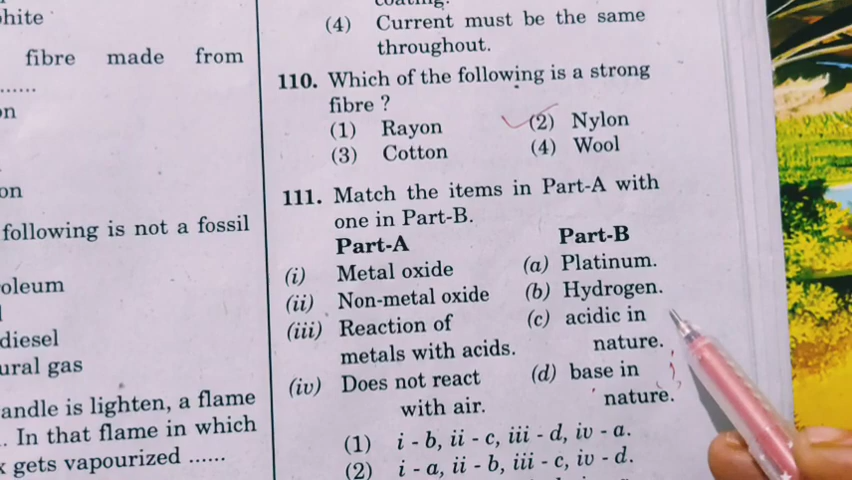 hite
fibre made from
......
on
on
following is not a fossil
oleum
diesel
ural gas
andle is lighten, a flame
. In that flame in which
gets vapourized ......
coating.
(4) Current must be the same
throughout.
110. Which of the following is a strong
fibre ?
(1) Rayon (2) Nylon
(3) Cotton (4) Wool
111. Match the items in Part-A with
one in Part-B.
Part-A Part-B
(i) Metal oxide (a) Platinum.
(ii) Non-metal oxide (b) Hydrogen.
(iii) Reaction of (c) acidic in
metals with acids. nature.
(iv) Does not react (d) base in
with air. nature.
(1) i - b, ii - c, iii - d, iv - a.
(2) i - a, ii - b, iii - c, iv - d.